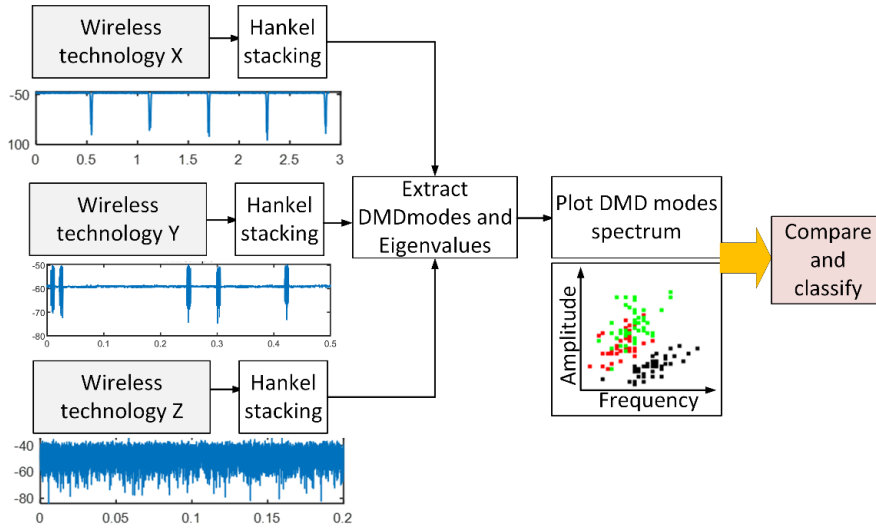 Wireless
technology X
Hankel
stacking
-50
100
0
0.5
1
1.5
2
2.5
3
Wireless
technology Y
Hankel
stacking
Extract
DMDmodes and
Eigenvalues
Plot DMD modes
spectrum
Compare
and
classify
-50
-60
-70
-80
0
0.1
0.2
0.3
0.4
0.5
Amplitude
Frequency
Wireless
technology Z
Hankel
stacking
-40
-60
-80
0
0.05
0.1
0.15
0.2